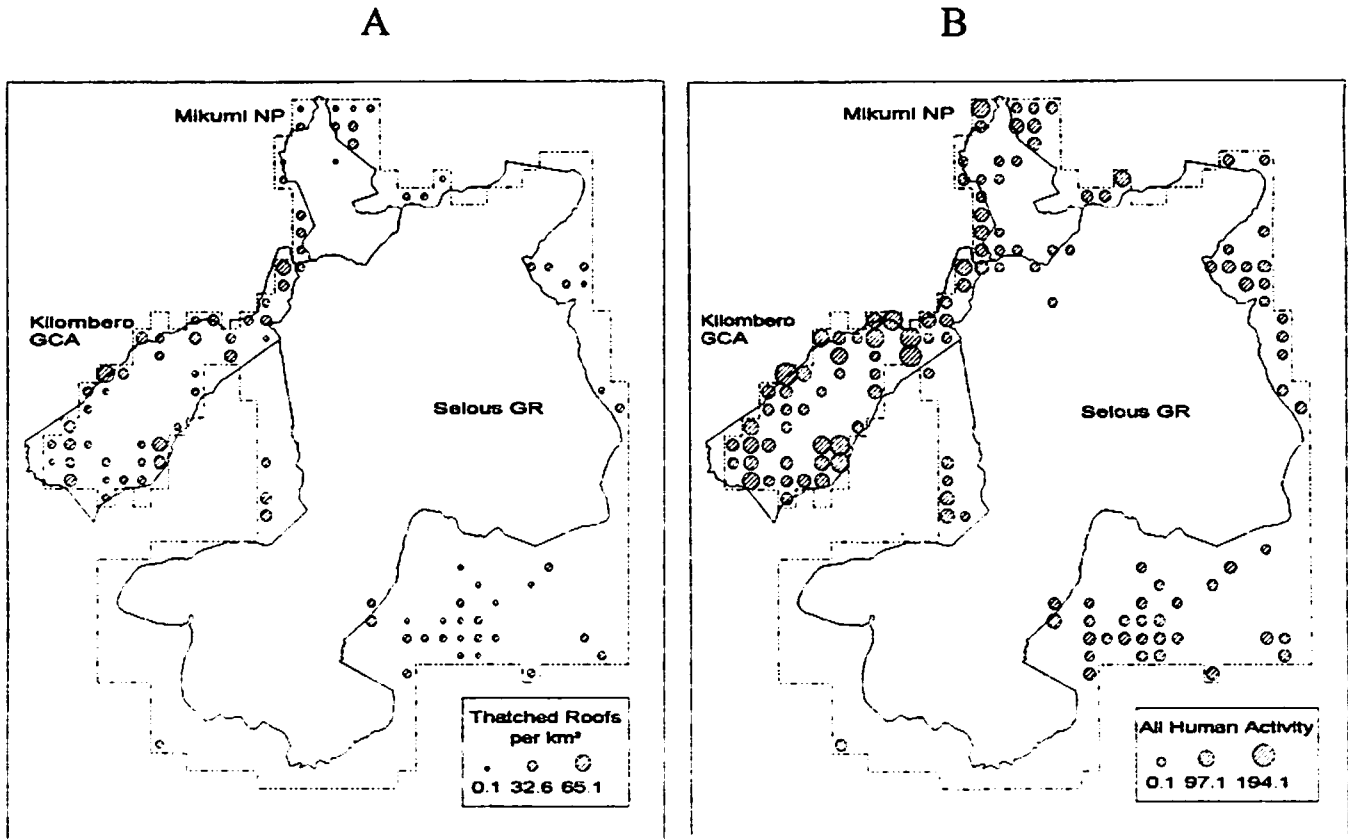 A
B
Mikumi NP
Kilombero
GCA
Selous GR
Thatched Roofs
per km²
0.1 32.6 65.1
Mikumi NP
Kilombero
GCA
Selous GR
All Human Activity
0.1 97.1 194.1